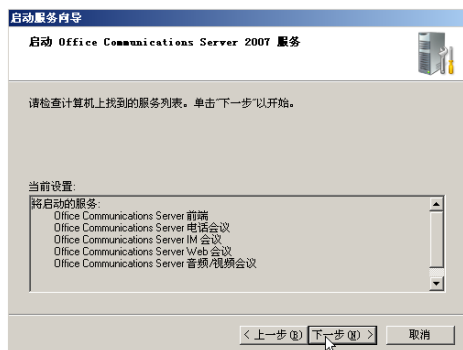 启动服务向导
启动 Office Communications Server 2007 服务
请检查计算机上找到的服务列表。单击“下一步”以开始。
当前设置:
将启动的服务:
Office Communications Server 前端
Office Communications Server 电话会议
Office Communications Server IM 会议
Office Communications Server Web 会议
Office Communications Server 音频/视频会议
< 上一步(B) 下一步(N) > 取消